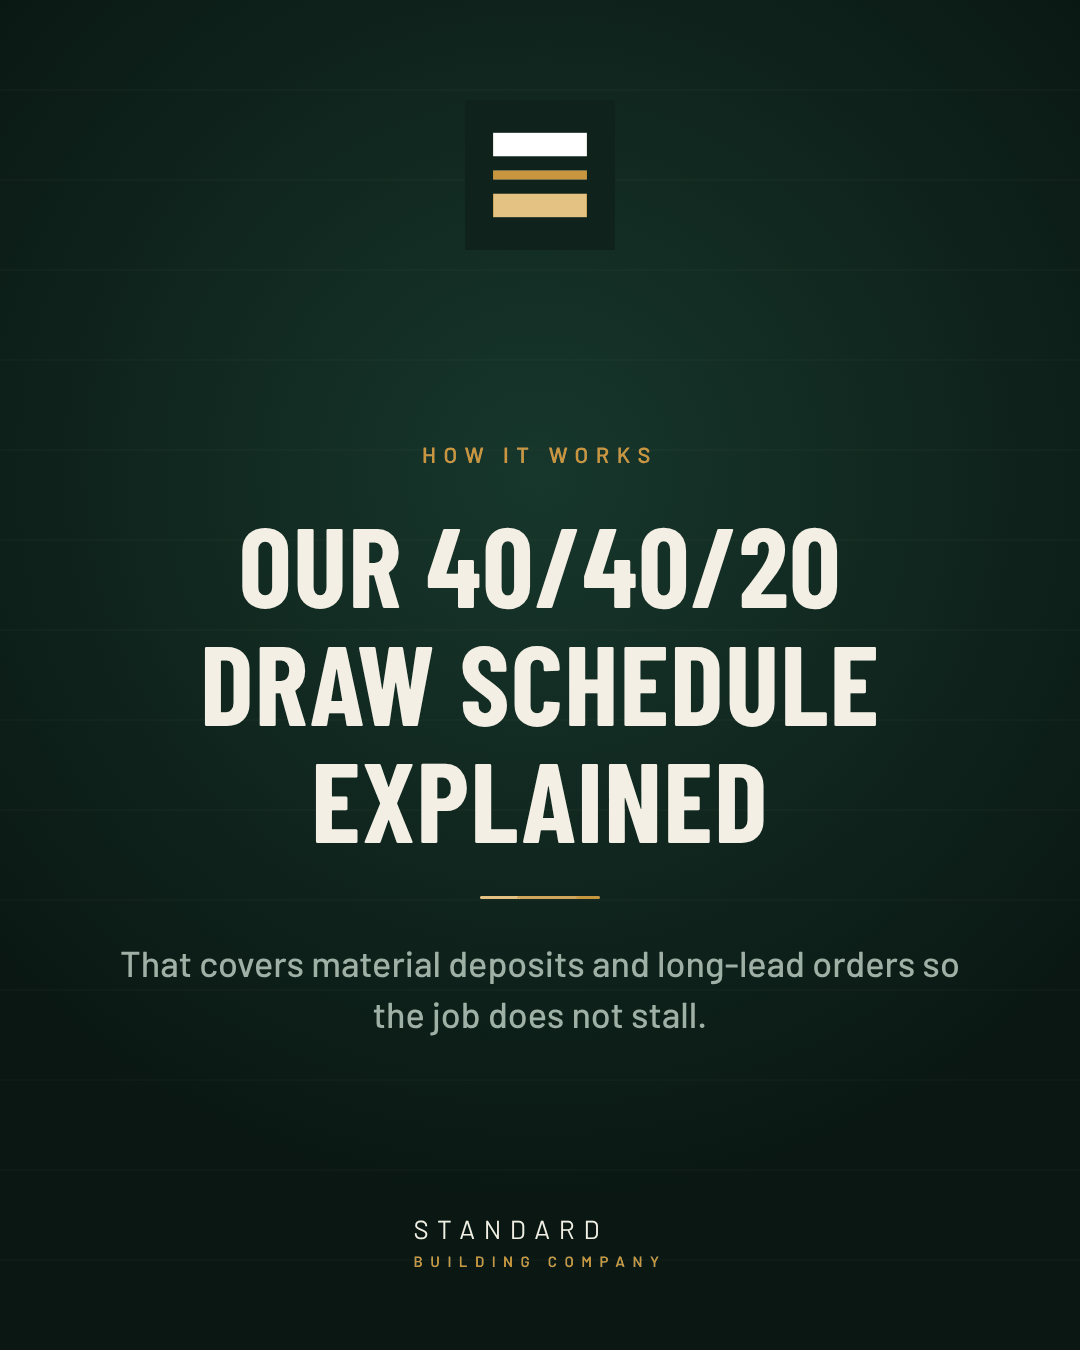 HOW IT WORKS
OUR 40/40/20
DRAW SCHEDULE
EXPLAINED
That covers material deposits and long-lead orders so
the job does not stall.
STANDARD
BUILDING COMPANY